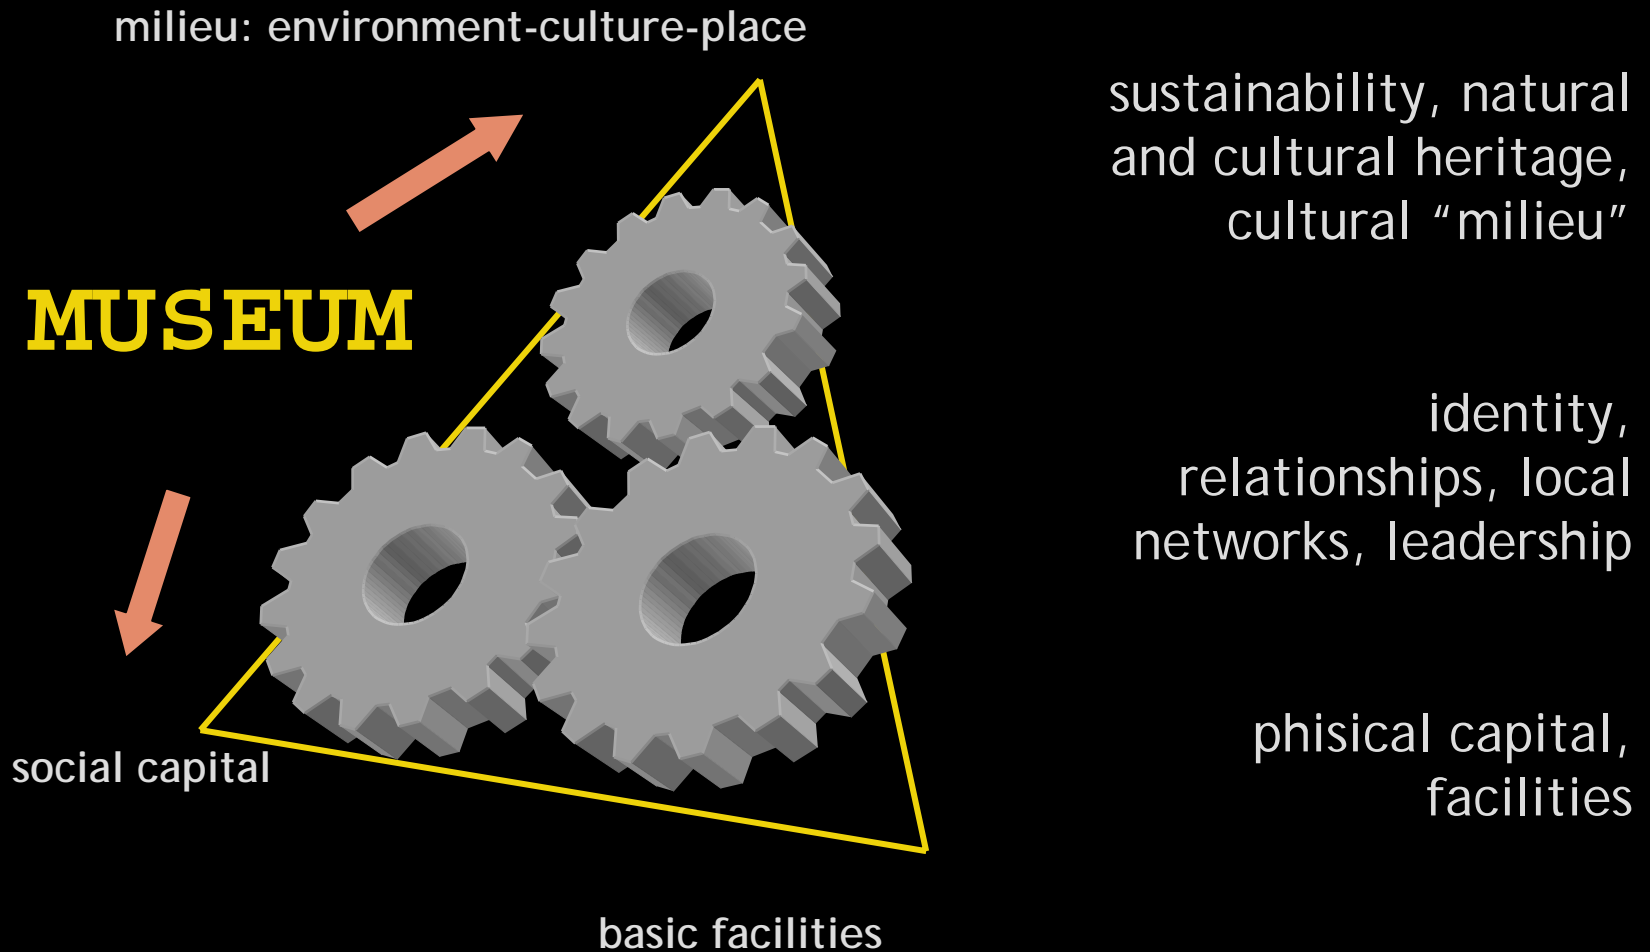 milieu: environment-culture-place
sustainability, natural
and cultural heritage,
cultural “milieu”
MUSEUM
identity,
relationships, local
networks, leadership
phisical capital,
facilities
social capital
basic facilities